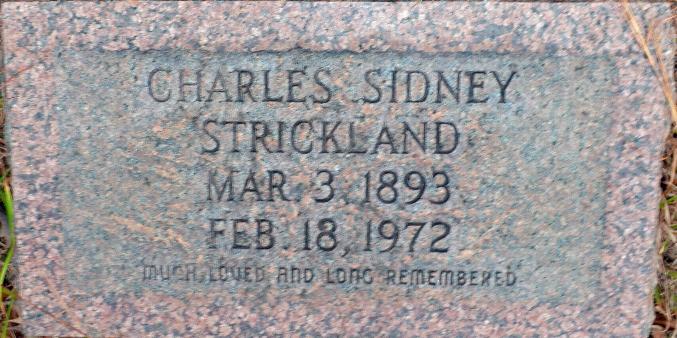 CHARLES SIDNEY
STRICKLAND
MAR. 3, 1893
FEB. 18, 1972
MUCH LOVED AND LONG REMEMBERED